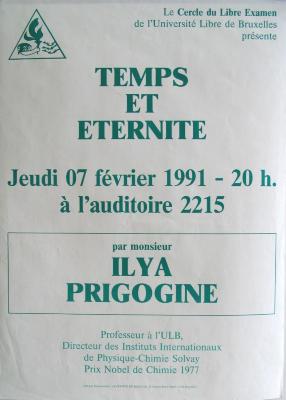 Le Cercle du Libre Examen
de l'Université Libre de Bruxelles
présente
TEMPS
ET
ETERNITE
Jeudi 07 février 1991 - 20 h.
à l'auditoire 2215
par monsieur
ILYA
PRIGOGINE
Professeur à l'ULB,
Directeur des Instituts Internationaux
de Physique-Chimie Solvay
Prix Nobel de Chimie 1977